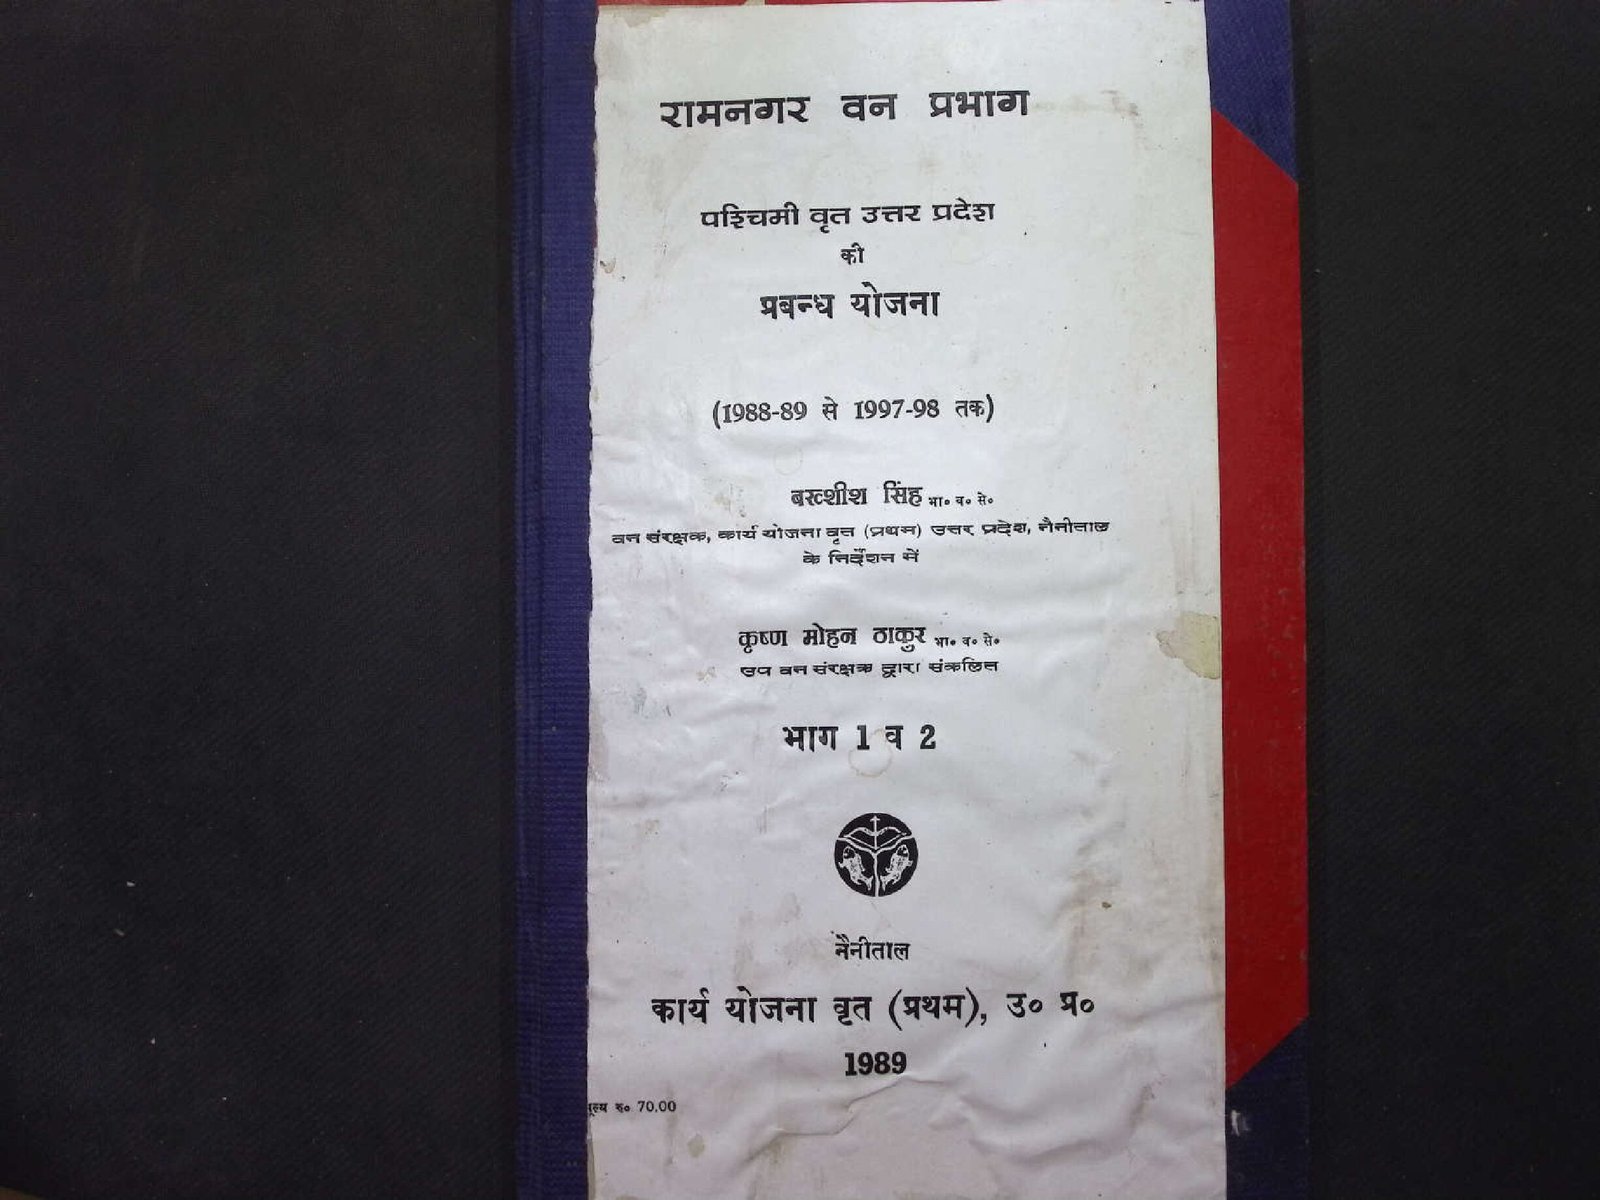 रामनगर वन प्रभाग
पश्चिमी वृत उत्तर प्रदेश
की
प्रबन्ध योजना
(1988-89 से 1997-98 तक)
बख्शीश सिंह भा० व० से०
वन संरक्षक, कार्य योजना वृत (प्रथम) उत्तर प्रदेश, नैनीताल
के निर्देशन में
कृष्ण मोहन ठाकुर भा० व० से०
उप वन संरक्षक द्वारा संकलित
भाग 1 व 2
नैनीताल
कार्य योजना वृत (प्रथम), उ० प्र०
1989
मूल्य रु० 70.00